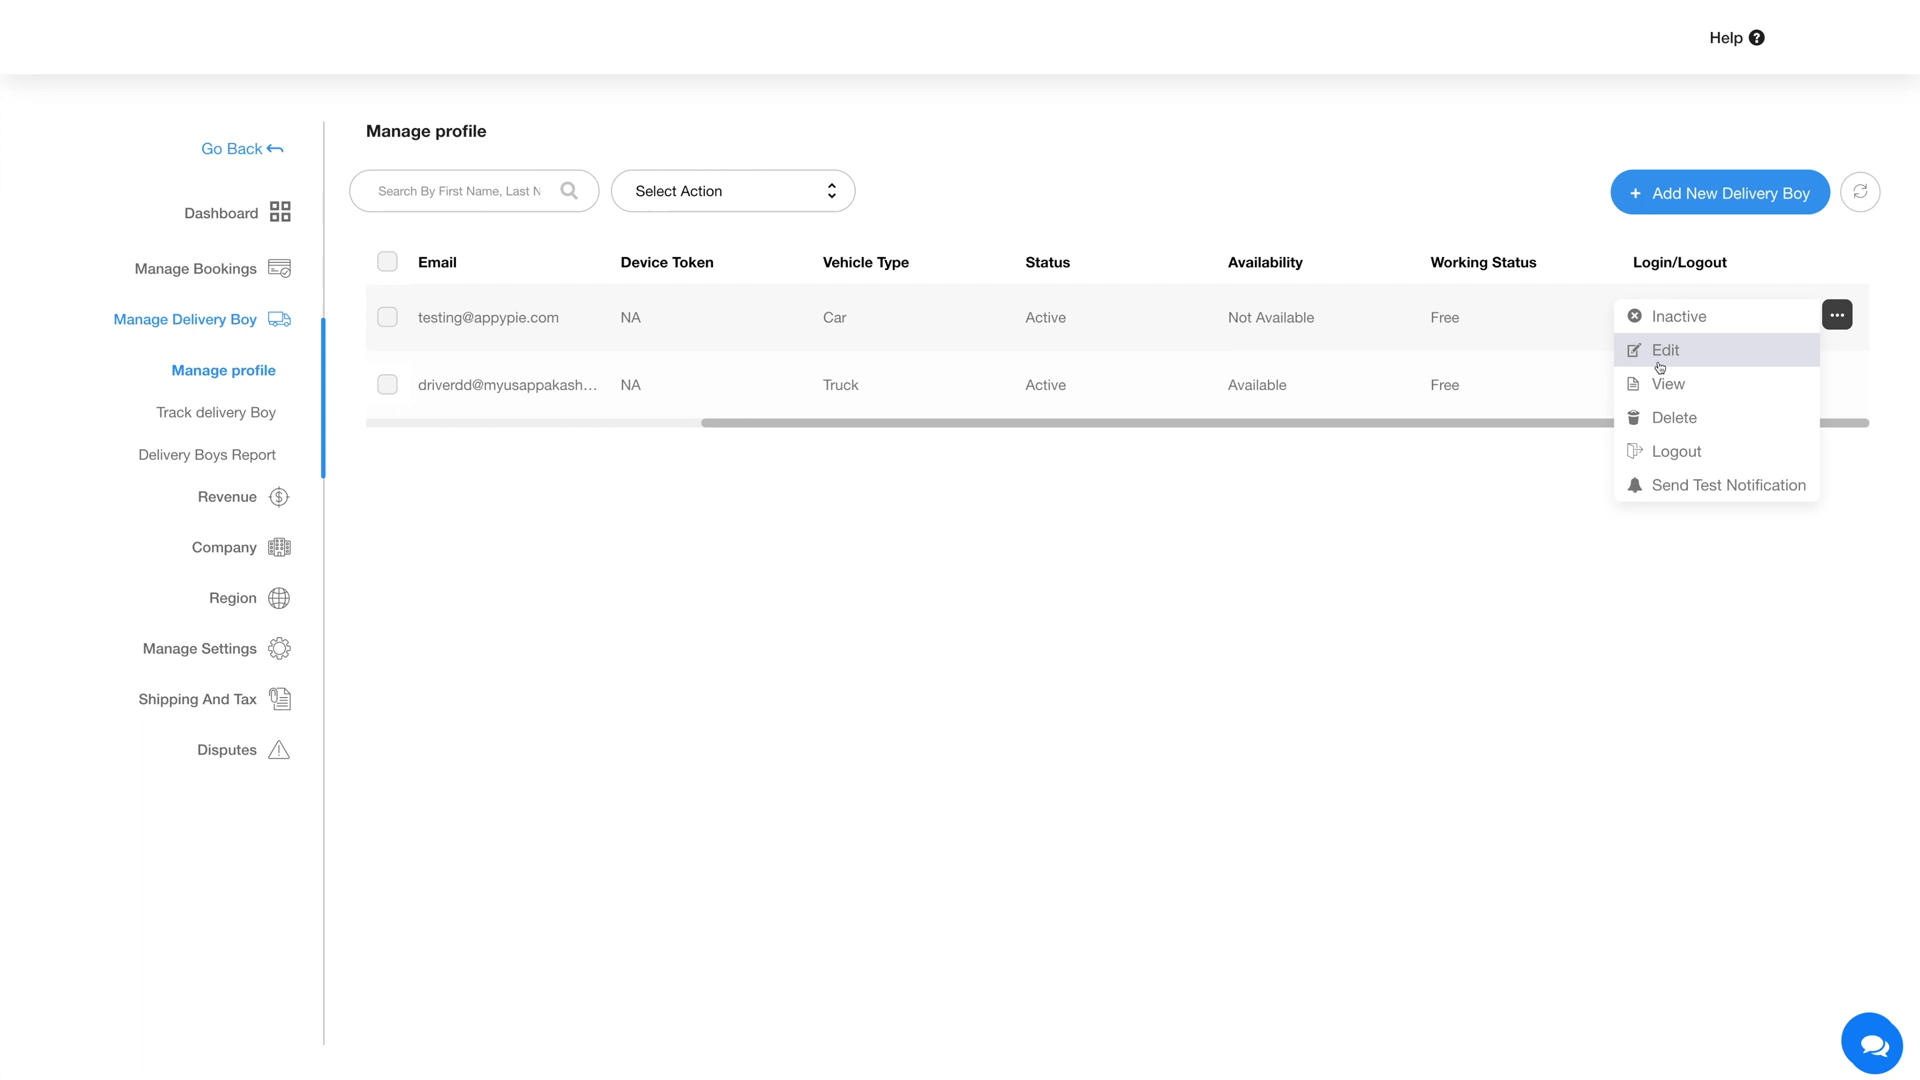 Help
Go Back
Dashboard
Manage Bookings
Manage Delivery Boy
Manage profile
Track delivery Boy
Delivery Boys Report
Revenue
Company
Region
Manage Settings
Shipping And Tax
Disputes
Manage profile
Search By First Name, Last N
Select Action
+ Add New Delivery Boy
Email Device Token Vehicle Type Status Availability Working Status Login/Logout
testing@appypie.com NA Car Active Not Available Free
driverdd@myusappakash... NA Truck Active Available Free
Inactive
Edit
View
Delete
Logout
Send Test Notification